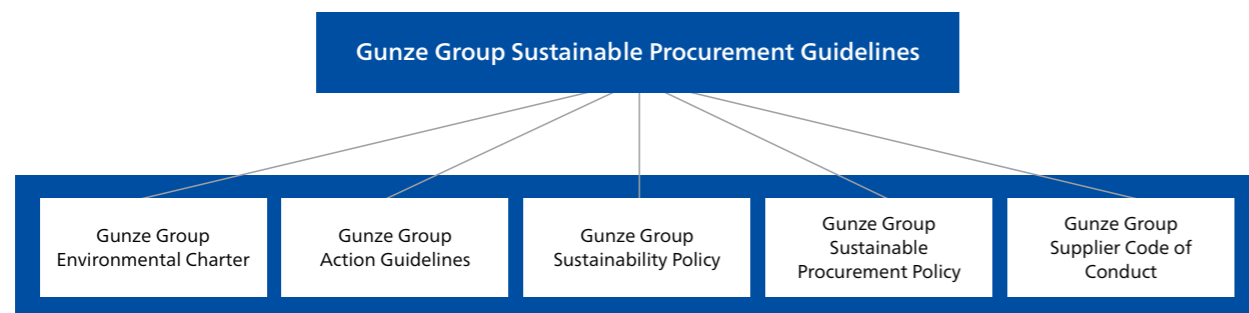 Gunze Group Sustainable Procurement Guidelines
Gunze Group
Environmental Charter
Gunze Group
Action Guidelines
Gunze Group
Sustainability Policy
Gunze Group
Sustainable
Procurement Policy
Gunze Group
Supplier Code of
Conduct